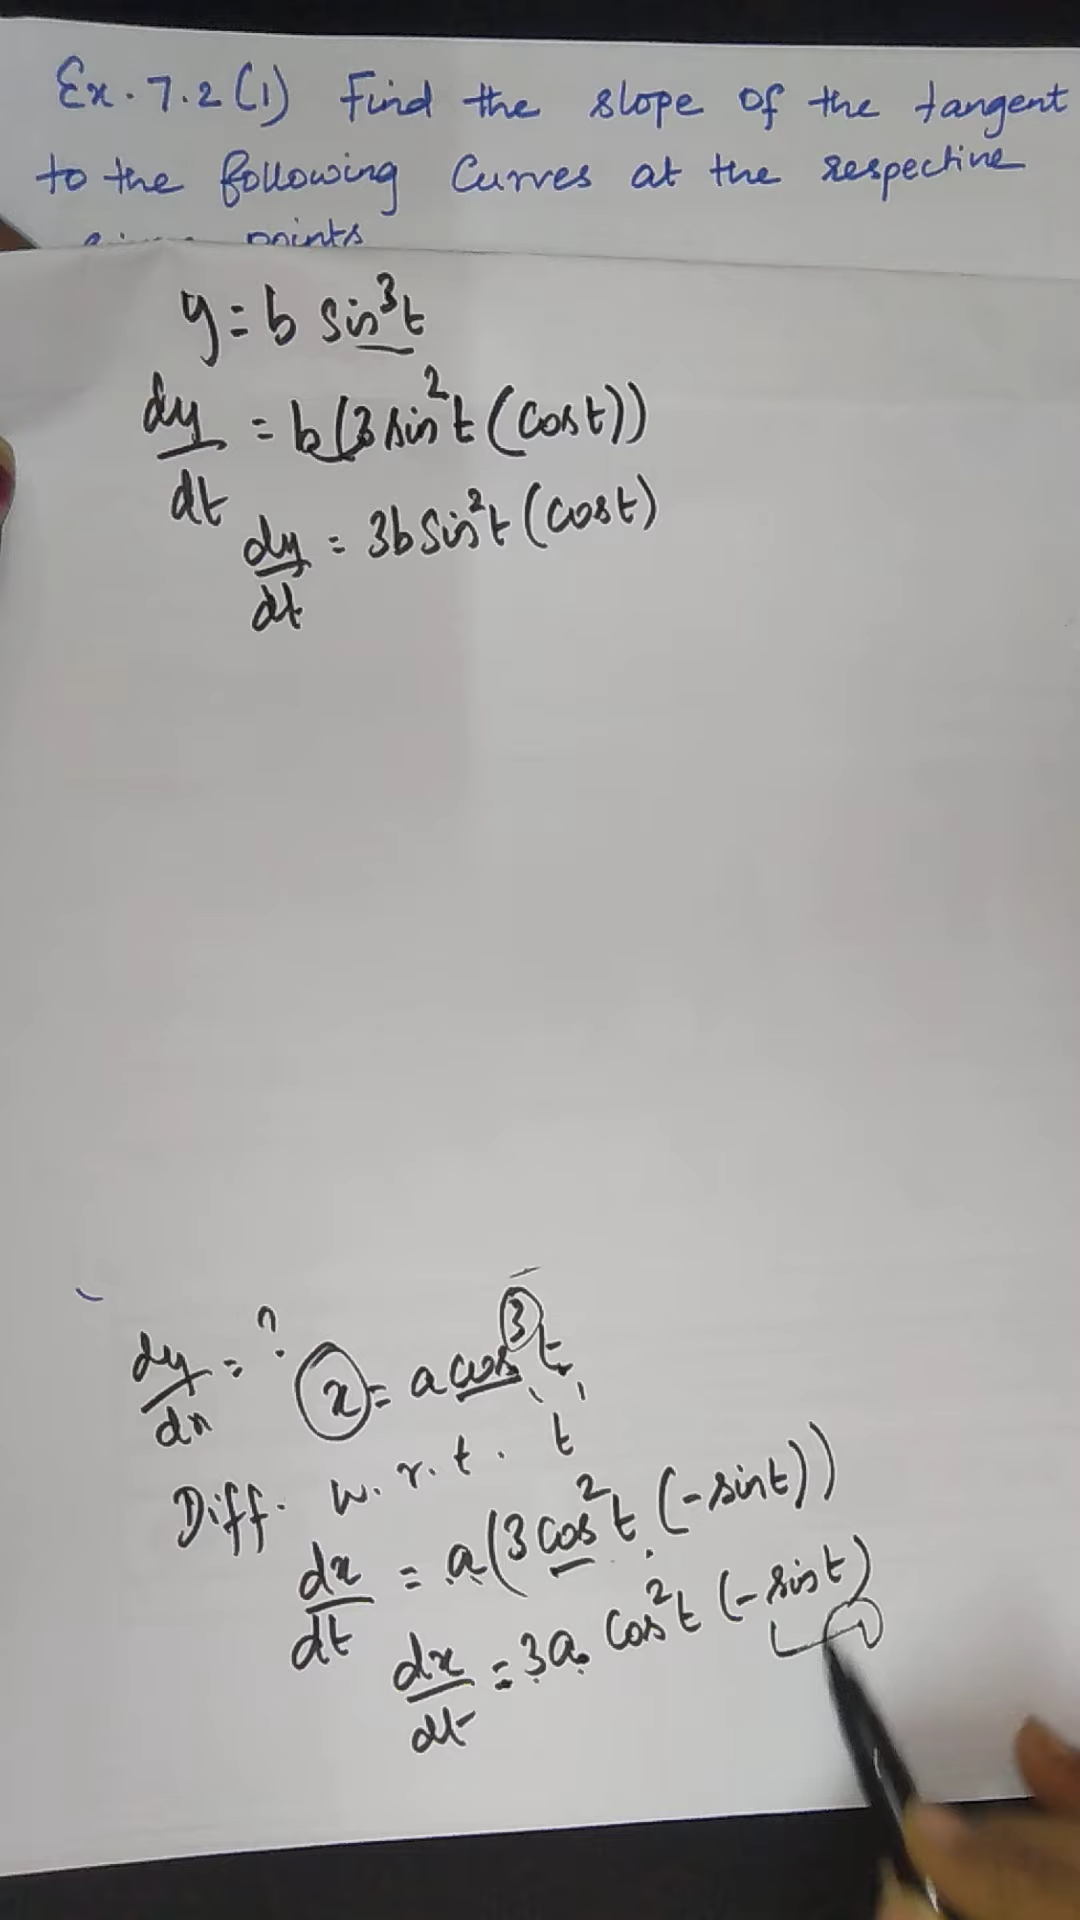 Ex. 7.2 (1) Find the slope of the tangent
to the following Curves at the respective
points
y = b sin³t
dy/dt = b(3 sin²t (cost))
dy/dt = 3b sin²t (cost)
dy/dx = ? x = a cos³t
Diff. w.r.t. t
dx/dt = a(3 cos²t (-sint))
dx/dt = 3a cos²t (-sint)